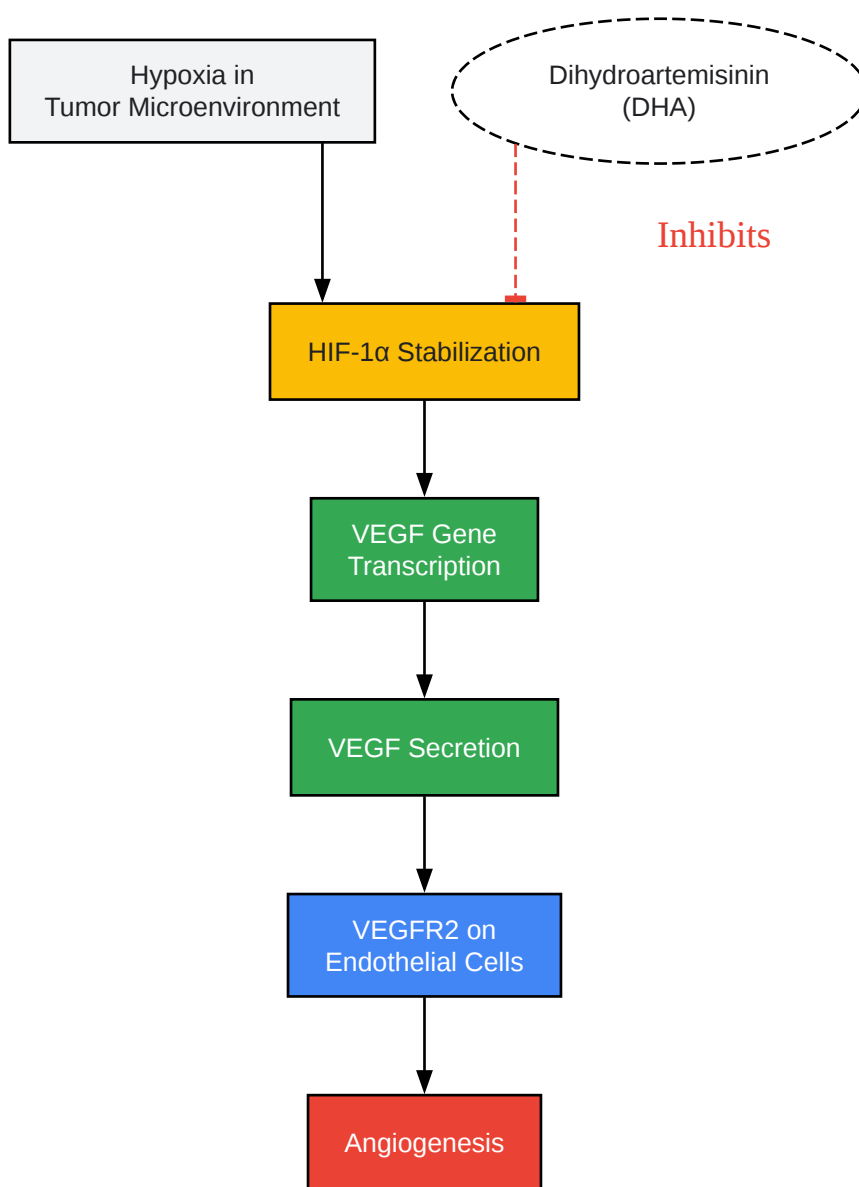 Hypoxia in
Tumor Microenvironment
Dihydroartemisinin
(DHA)
Inhibits
HIF-1α Stabilization
VEGF Gene
Transcription
VEGF Secretion
VEGFR2 on
Endothelial Cells
Angiogenesis